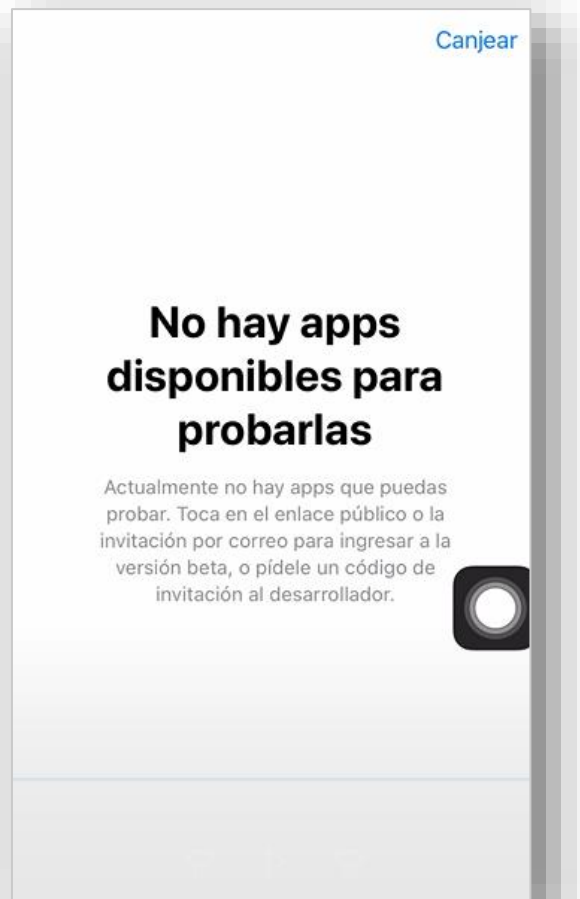 Canjear
No hay apps
disponibles para
probarlas
Actualmente no hay apps que puedas
probar. Toca en el enlace público o la
invitación por correo para ingresar a la
versión beta, o pídele un código de
invitación al desarrollador.